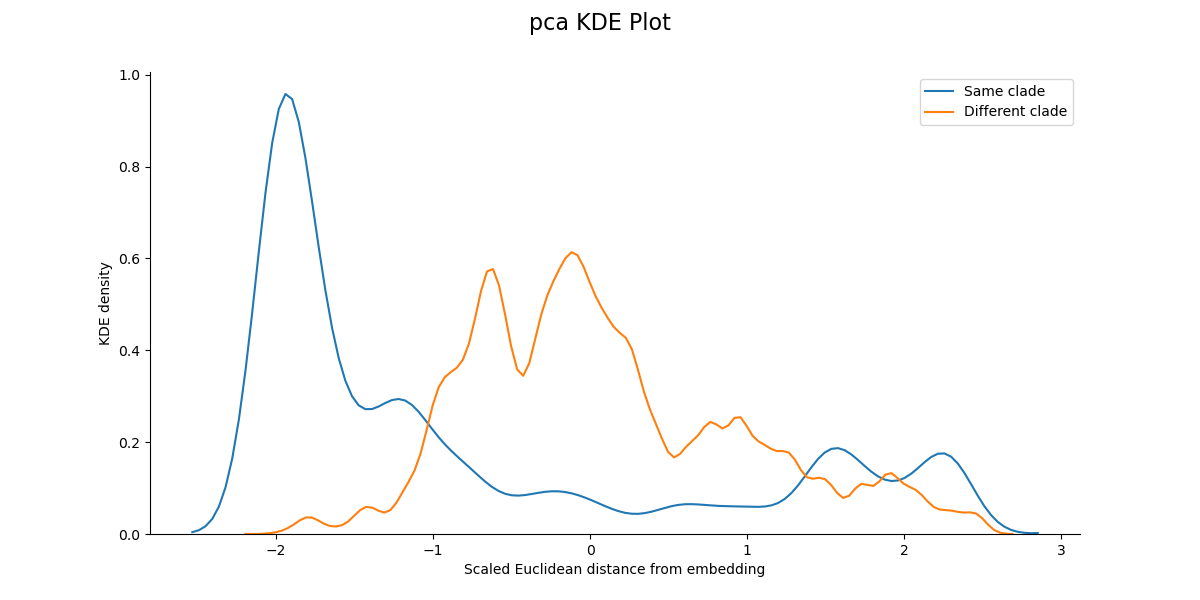 pca KDE Plot
Same clade
Different clade
1.0
0.8
0.6
0.4
0.2
0.0
KDE density
−2
−1
0
1
2
3
Scaled Euclidean distance from embedding